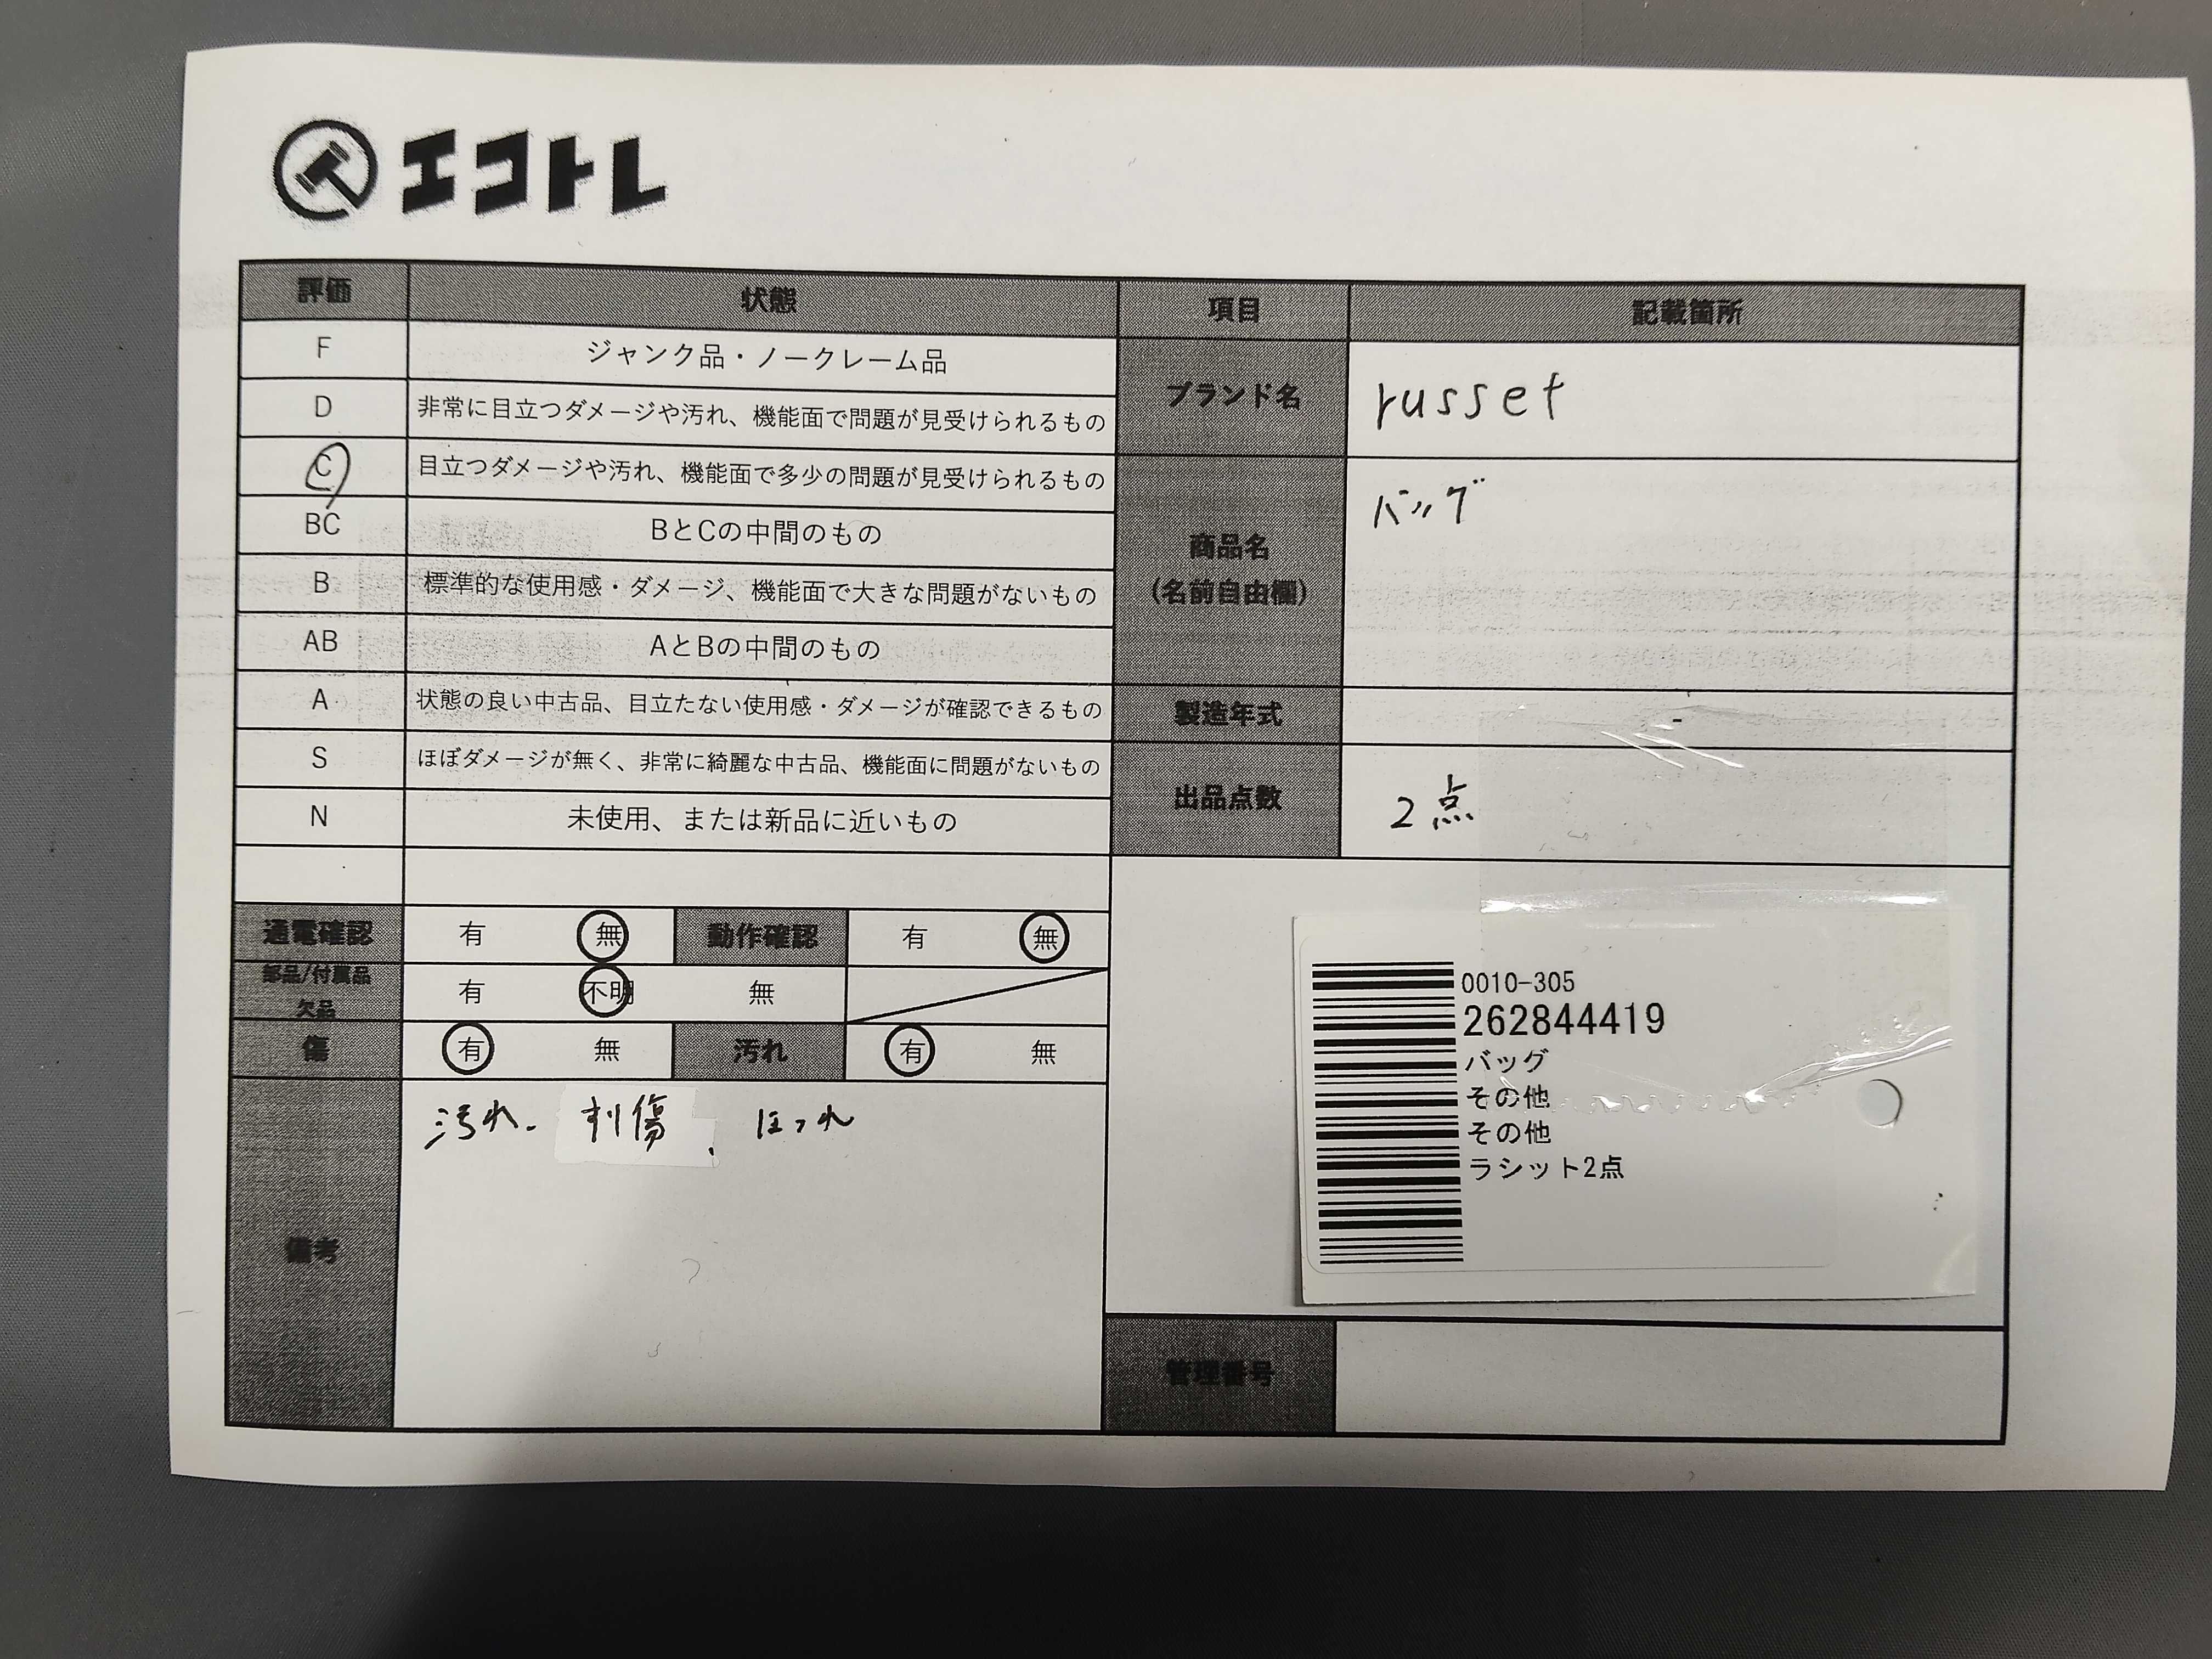 エコトレ
評価 状態 項目 記載箇所
F ジャンク品・ノークレーム品
D 非常に目立つダメージや汚れ、機能面で問題が見受けられるもの
C 目立つダメージや汚れ、機能面で多少の問題が見受けられるもの
BC BとCの中間のもの
B 標準的な使用感・ダメージ、機能面で大きな問題がないもの
AB AとBの中間のもの
A 状態の良い中古品、目立たない使用感・ダメージが確認できるもの
S ほぼダメージが無く、非常に綺麗な中古品、機能面に問題がないもの
N 未使用、または新品に近いもの
ブランド名 russet
商品名 バッグ
(名前自由欄)
製造年式 -
出品点数 2点
通電確認 有 無 動作確認 有 無
部品/付属品
欠品 有 不明 無
傷 有 無 汚れ 有 無
備考 汚れ、 傷、ほつれ
0010-305
262844419
バッグ
その他
その他
ラシット2点
管理番号